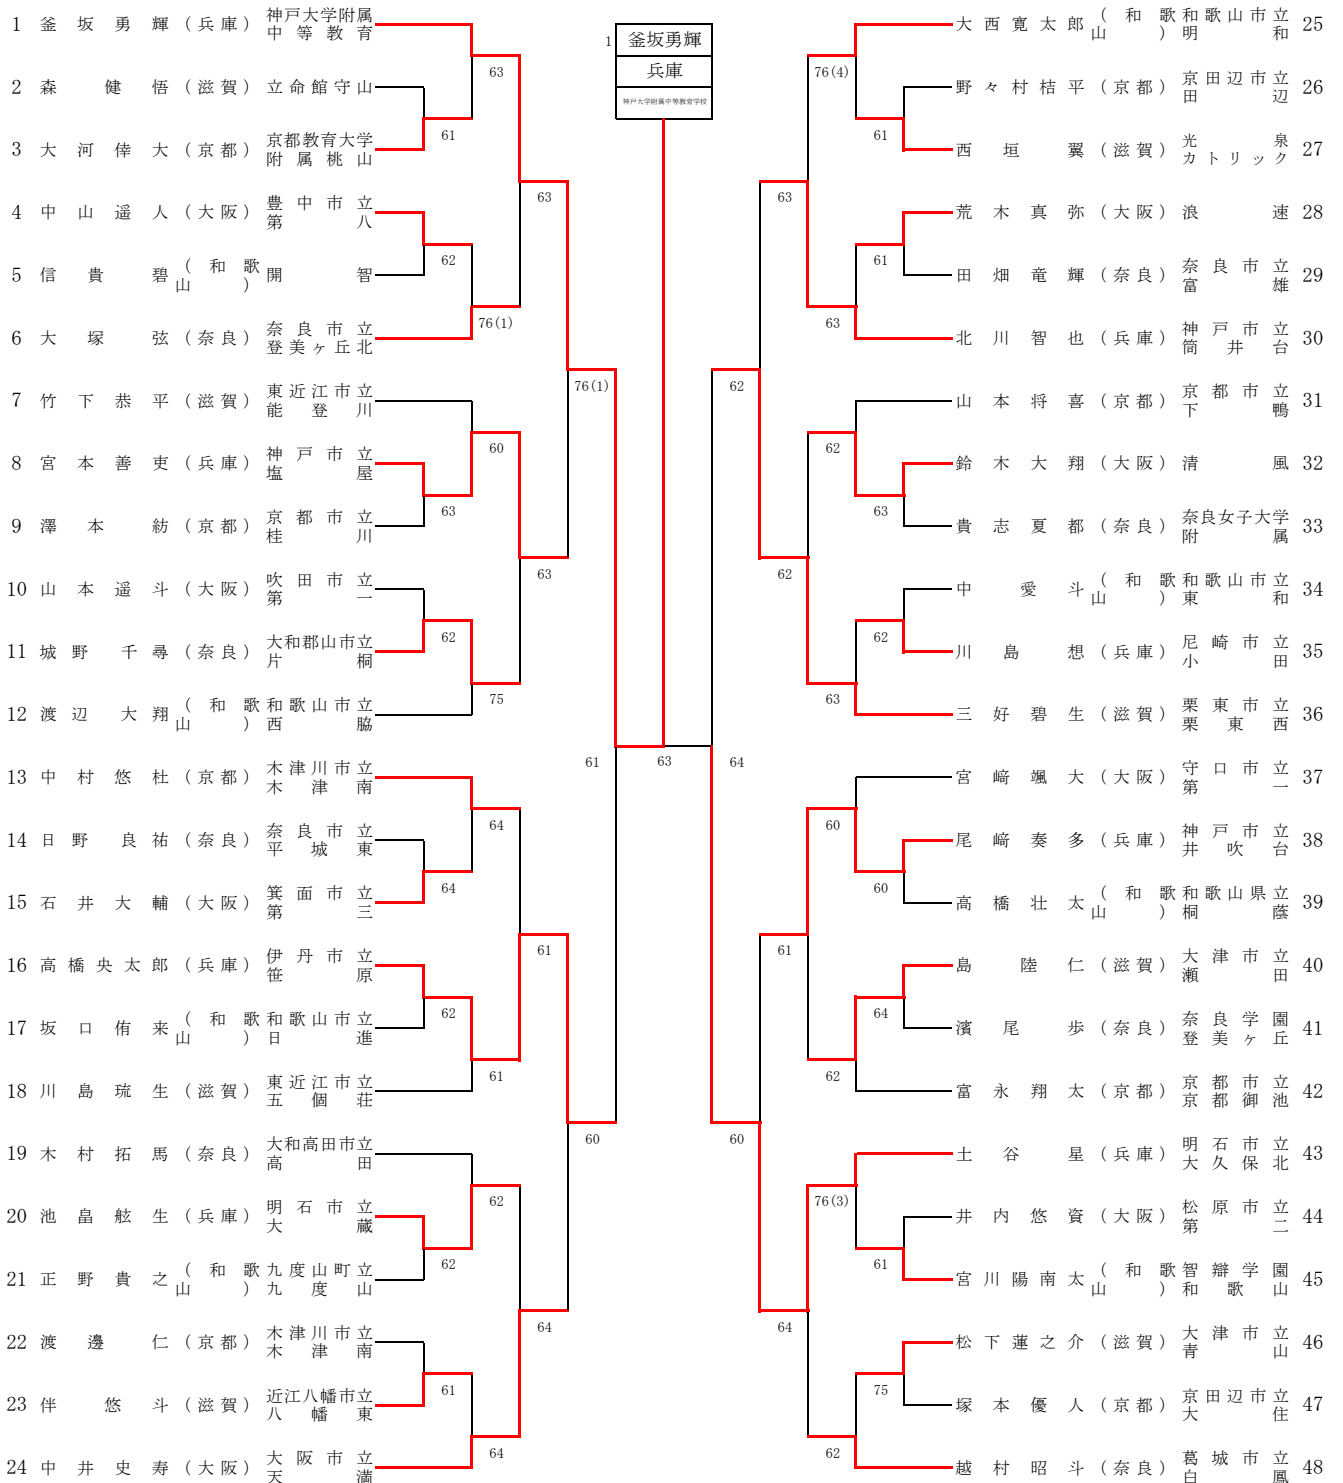 1 釜坂勇輝 (兵庫) 神戸大学附属中等教育
2 森健悟 (滋賀) 立命館守山
3 大河倖大 (京都) 京都教育大学附属桃山
4 中山遥人 (大阪) 豊中市立第八
5 信貴碧 (和歌山) 開智
6 大塚弦 (奈良) 奈良市立登美ヶ丘北
7 竹下恭平 (滋賀) 東近江市立能登川
8 宮本善吏 (兵庫) 神戸市立塩屋
9 澤本紡 (京都) 京都市立桂川
10 山本遥斗 (大阪) 吹田市立第一
11 城野千尋 (奈良) 大和郡山市立片桐
12 渡辺大翔 (和歌山) 和歌山市立西脇
13 中村悠杜 (京都) 木津川市立木津南
14 日野良祐 (奈良) 奈良市立平城東
15 石井大輔 (大阪) 箕面市立第三
16 高橋央太郎 (兵庫) 伊丹市立笹原
17 坂口侑来 (和歌山) 和歌山市立日進
18 川島琉生 (滋賀) 東近江市立五個荘
19 木村拓馬 (奈良) 大和高田市立高田
20 池畠舷生 (兵庫) 明石市立大蔵
21 正野貴之 (和歌山) 九度山町立九度山
22 渡邊仁 (京都) 木津川市立木津南
23 伴悠斗 (滋賀) 近江八幡市立八幡東
24 中井史寿 (大阪) 大阪市立天満
63
61
62
76(1)
60
63
62
75
64
64
62
61
62
62
61
64
63
63
61
64
76(1)
60
61
1 釜坂勇輝
兵庫
神戸大学附属中等教育学校
63
64
62
60
63
62
61
64
76(4)
61
61
63
62
63
62
63
60
60
64
62
76(3)
61
75
62
大西寛太郎 (和歌山) 和歌山市立明和 25
野々村桔平 (京都) 京田辺市立田辺 26
西垣翼 (滋賀) 光泉カトリック 27
荒木真弥 (大阪) 浪速 28
田畑竜輝 (奈良) 奈良市立富雄 29
北川智也 (兵庫) 神戸市立筒井台 30
山本将喜 (京都) 京都市立下鴨 31
鈴木大翔 (大阪) 清風 32
貴志夏都 (奈良) 奈良女子大学附属 33
中愛斗 (和歌山) 和歌山市立東和 34
川島想 (兵庫) 尼崎市立小田 35
三好碧生 (滋賀) 栗東市立栗東西 36
宮﨑颯大 (大阪) 守口市立第一 37
尾﨑奏多 (兵庫) 神戸市立井吹台 38
高橋壮太 (和歌山) 和歌山県立桐蔭 39
島陸仁 (滋賀) 大津市立瀬田 40
濱尾歩 (奈良) 奈良学園登美ヶ丘 41
富永翔太 (京都) 京都市立京都御池 42
土谷星 (兵庫) 明石市立大久保北 43
井内悠資 (大阪) 松原市立第二 44
宮川陽南太 (和歌山) 智辯学園和歌山 45
松下蓮之介 (滋賀) 大津市立青山 46
塚本優人 (京都) 京田辺市立大住 47
越村昭斗 (奈良) 葛城市立白鳳 48